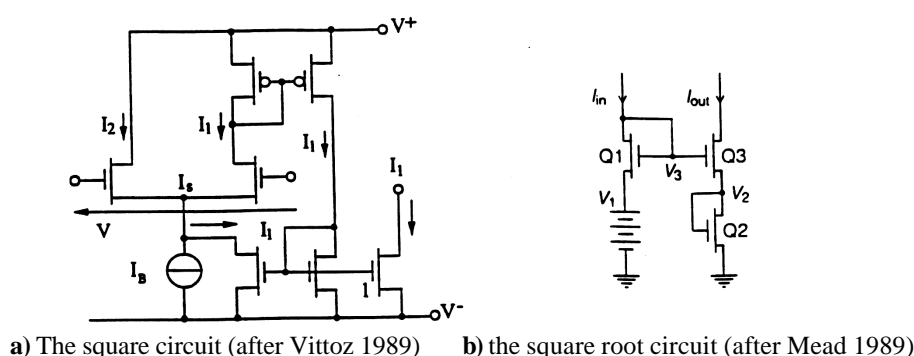 V+
I2
I1
I1
Is
I1
V
I1
IB
1
V-
Iin
Iout
Q1
Q3
V3
V1
V2
Q2
a) The square circuit (after Vittoz 1989) b) the square root circuit (after Mead 1989)